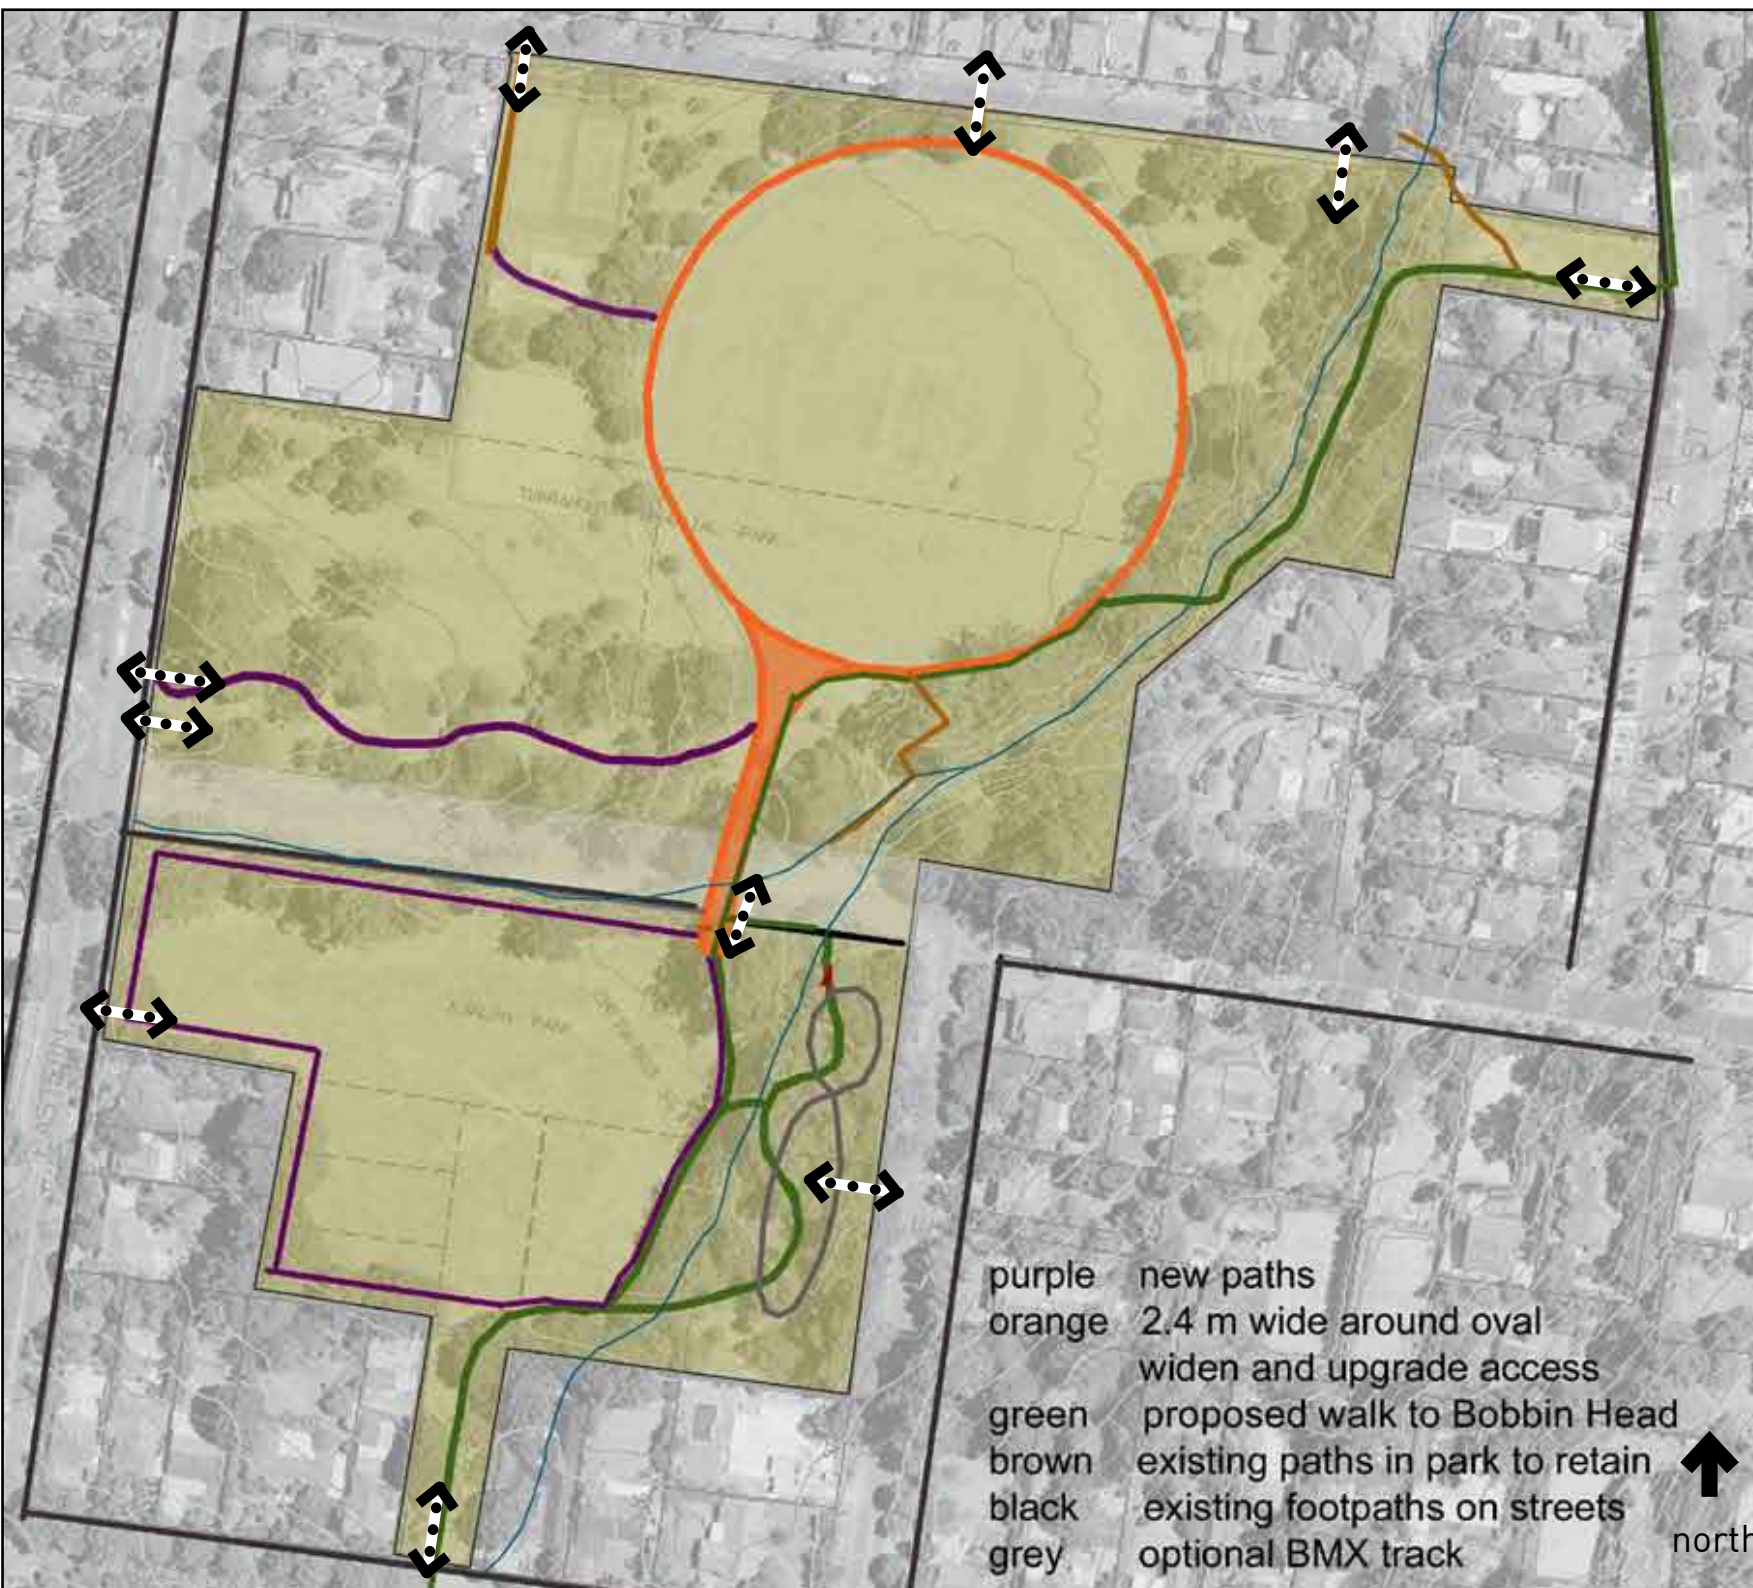 purple new paths
orange 2.4 m wide around oval
widen and upgrade access
green proposed walk to Bobbin Head
brown existing paths in park to retain
black existing footpaths on streets
grey optional BMX track
north